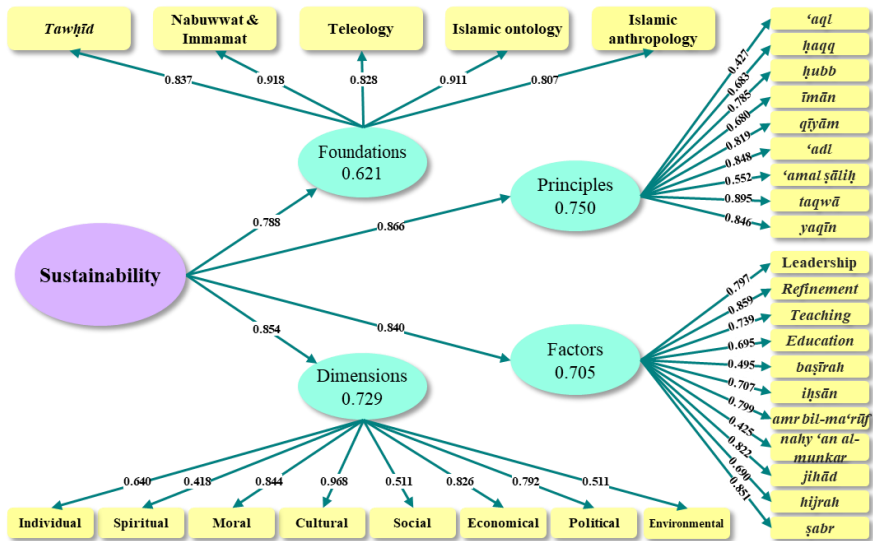 Tawḥīd
Nabuwwat &
Immamat
Teleology
Islamic ontology
Islamic
anthropology
0.837
0.918
0.828
0.911
0.807
Foundations
0.621
0.788
Sustainability
0.866
Principles
0.750
0.427
0.683
0.785
0.680
0.819
0.848
0.552
0.895
0.846
‘aql
ḥaqq
ḥubb
īmān
qīyām
‘adl
‘amal ṣāliḥ
taqwā
yaqīn
0.840
Factors
0.705
0.797
0.859
0.739
0.695
0.495
0.707
0.799
0.425
0.822
0.690
0.851
Leadership
Refinement
Teaching
Education
baṣīrah
iḥsān
amr bil-ma‘rūf
nahy ‘an al-
munkar
jihād
hijrah
ṣabr
0.854
Dimensions
0.729
0.640
0.418
0.844
0.968
0.511
0.826
0.792
0.511
Individual
Spiritual
Moral
Cultural
Social
Economical
Political
Environmental